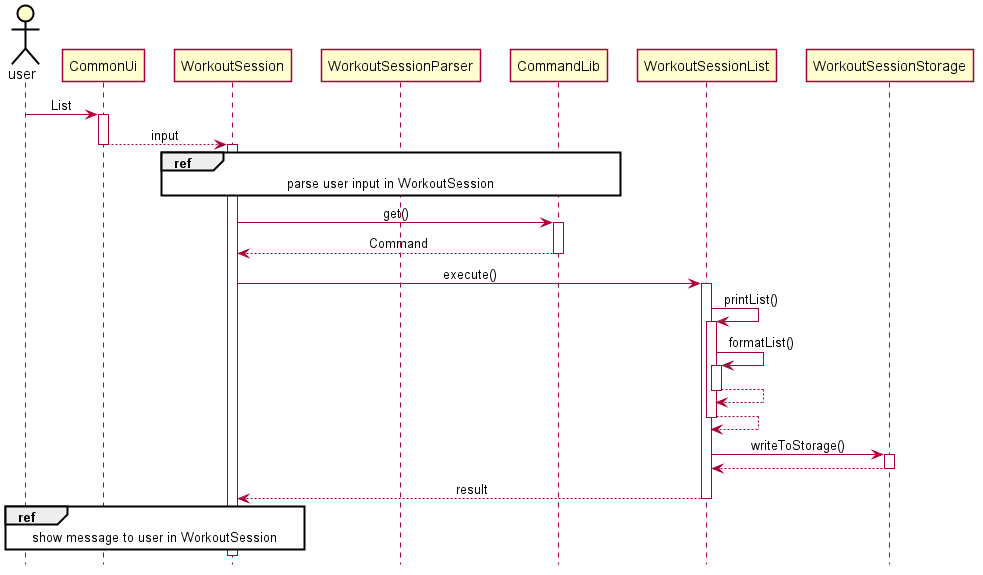 user
CommonUi
WorkoutSession
WorkoutSessionParser
CommandLib
WorkoutSessionList
WorkoutSessionStorage
List
input
ref
parse user input in WorkoutSession
get()
Command
execute()
printList()
formatList()
writeToStorage()
result
ref
show message to user in WorkoutSession